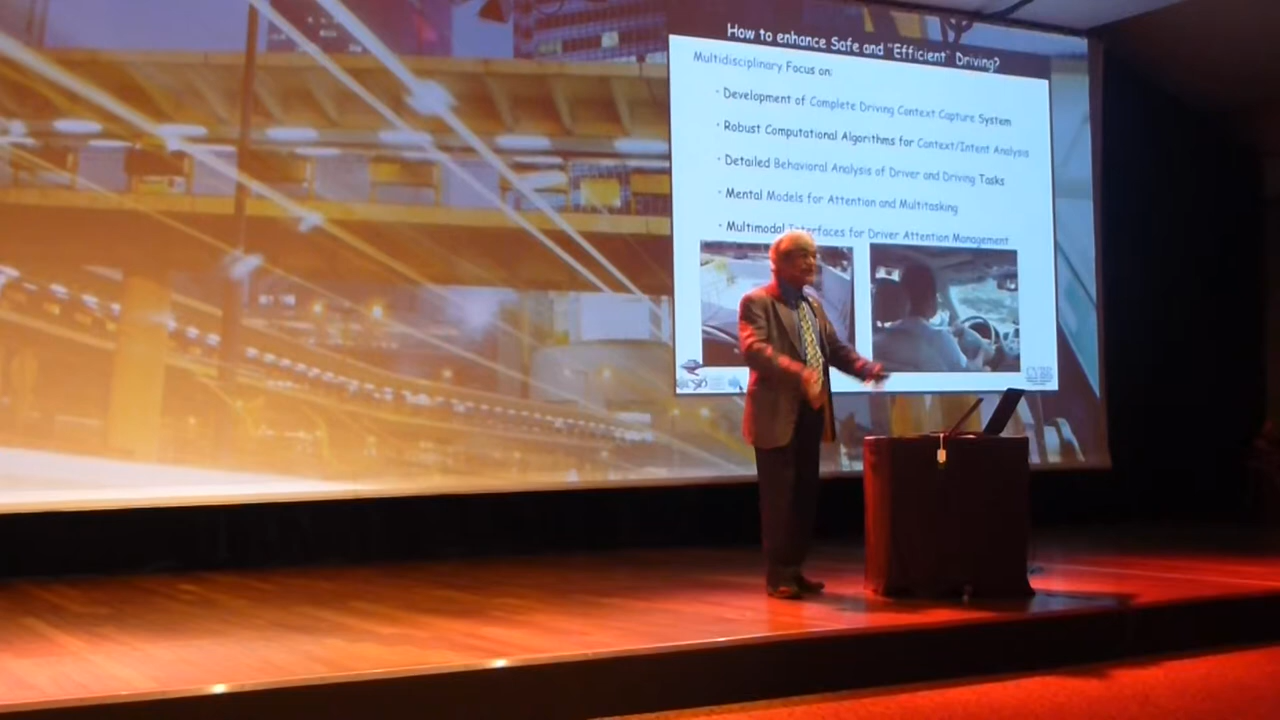 How to enhance Safe and "Efficient" Driving?
Multidisciplinary Focus on:
· Development of Complete Driving Context Capture System
· Robust Computational Algorithms for Context/Intent Analysis
· Detailed Behavioral Analysis of Driver and Driving Tasks
· Mental Models for Attention and Multitasking
· Multimodal Interfaces for Driver Attention Management